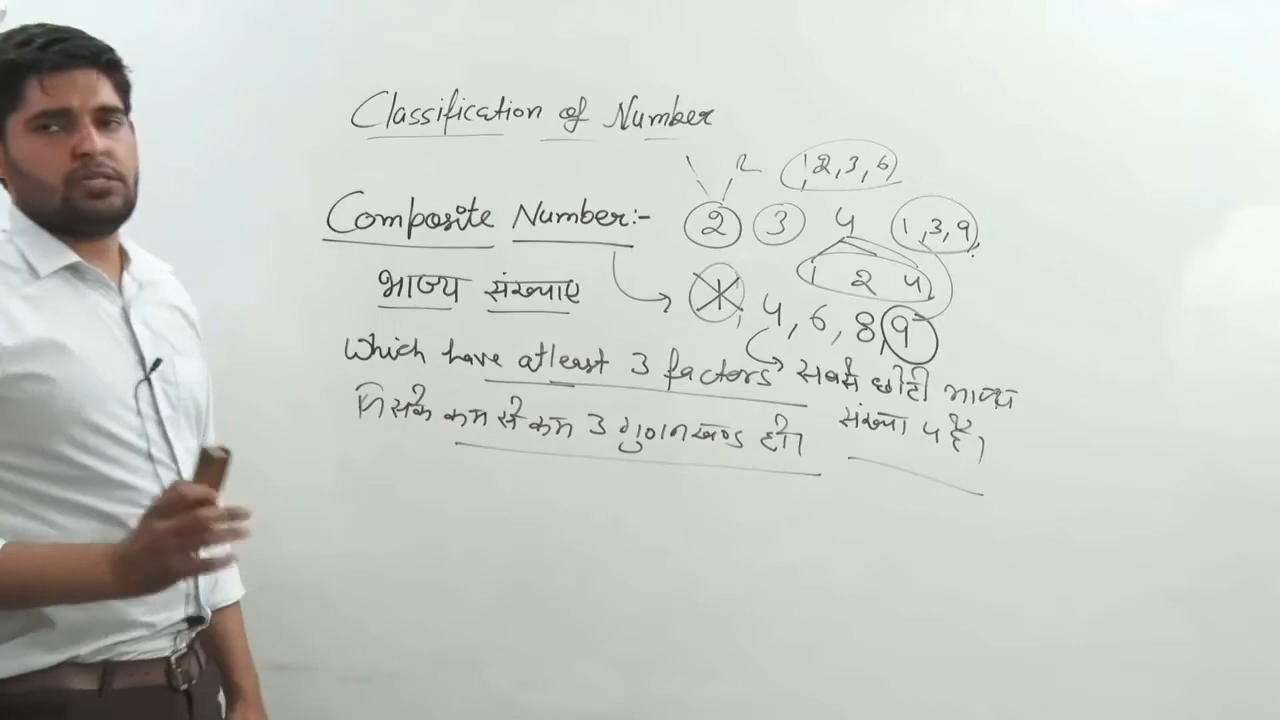 Classification of Number
1, 2, 3, 6
Composite Number:- 2 3 4 1, 3, 9
1 2 4
भाज्य संख्याए 1, 4, 6, 8, 9
Which have atleast 3 factors सबसे छोटी भाज्य
जिसके कम से कम 3 गुणनखण्ड हो। संख्या 4 है।